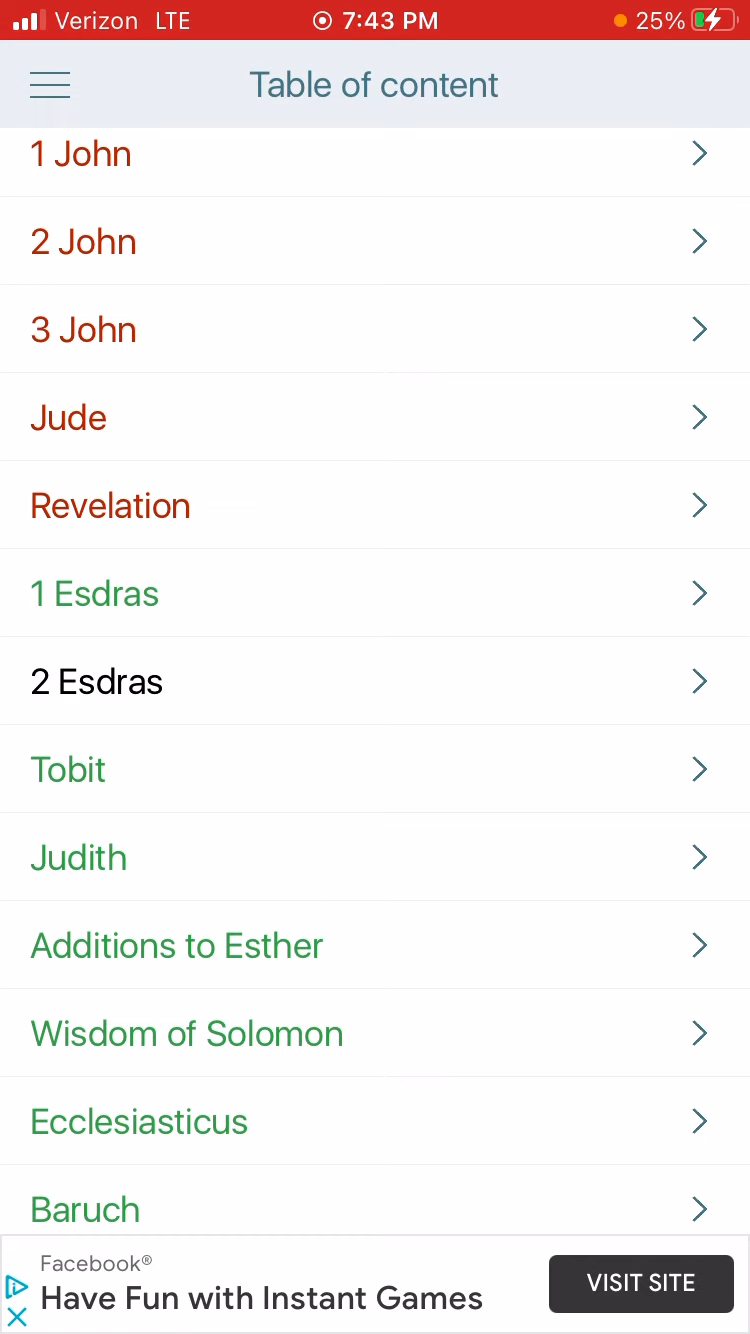 Verizon LTE 7:43 PM 25%
Table of content
1 John
2 John
3 John
Jude
Revelation
1 Esdras
2 Esdras
Tobit
Judith
Additions to Esther
Wisdom of Solomon
Ecclesiasticus
Baruch
Facebook®
Have Fun with Instant Games
VISIT SITE